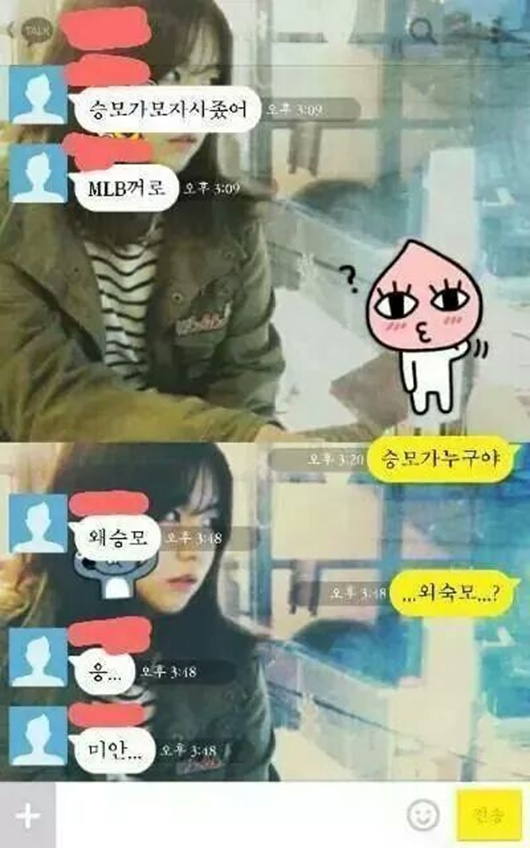 TALK
승모가모자사줐어
오후 3:09
MLB꺼로
오후 3:09
?
오후 3:20
승모가누구야
왜승모
오후 3:48
오후 3:48
...외숙모...?
응...
오후 3:48
미안...
오후 3:48
전송